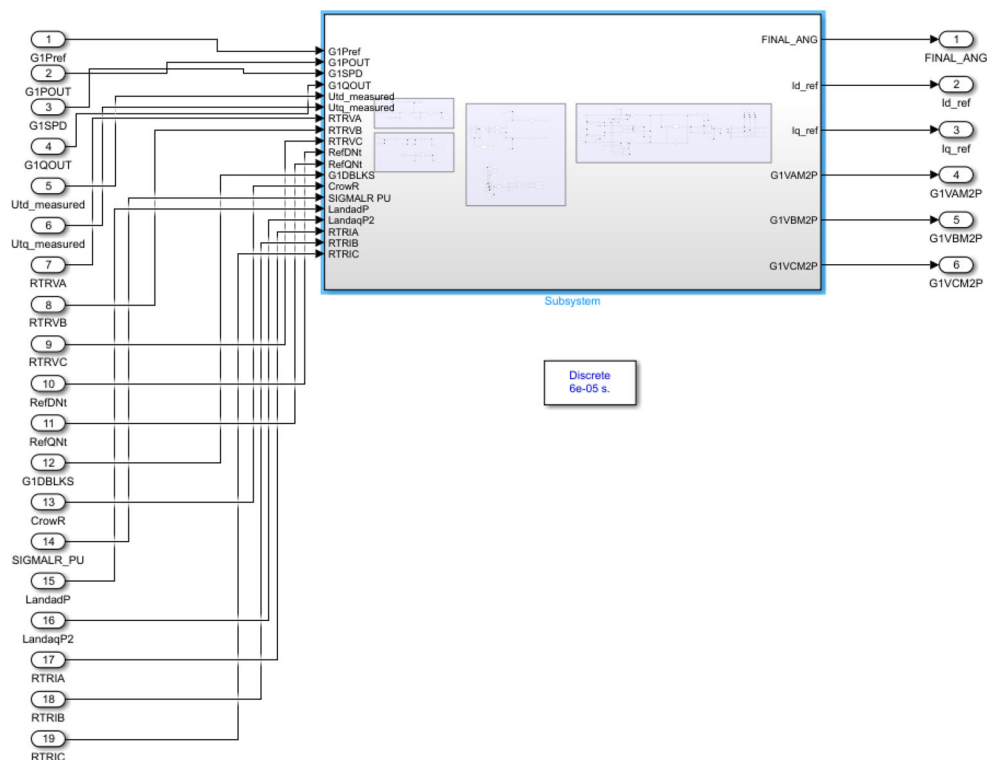 1
G1Pref
2
G1POUT
3
G1SPD
4
G1QOUT
5
Utd_measured
6
Utq_measured
7
RTRVA
8
RTRVB
9
RTRVC
10
RefDNt
11
RefQNt
12
G1DBLKS
13
CrowR
14
SIGMALR_PU
15
LandadP
16
LandaqP2
17
RTRIA
18
RTRIB
19
RTRIC
G1Pref
G1POUT
G1SPD
G1QOUT
Utd_measured
Utq_measured
RTRVA
RTRVB
RTRVC
RefDNt
RefQNt
G1DBLKS
CrowR
SIGMALR PU
LandadP
LandaqP2
RTRIA
RTRIB
RTRIC
FINAL_ANG
Id_ref
Iq_ref
G1VAM2P
G1VBM2P
G1VCM2P
Subsystem
Discrete
6e-05 s.
1
FINAL_ANG
2
Id_ref
3
Iq_ref
4
G1VAM2P
5
G1VBM2P
6
G1VCM2P